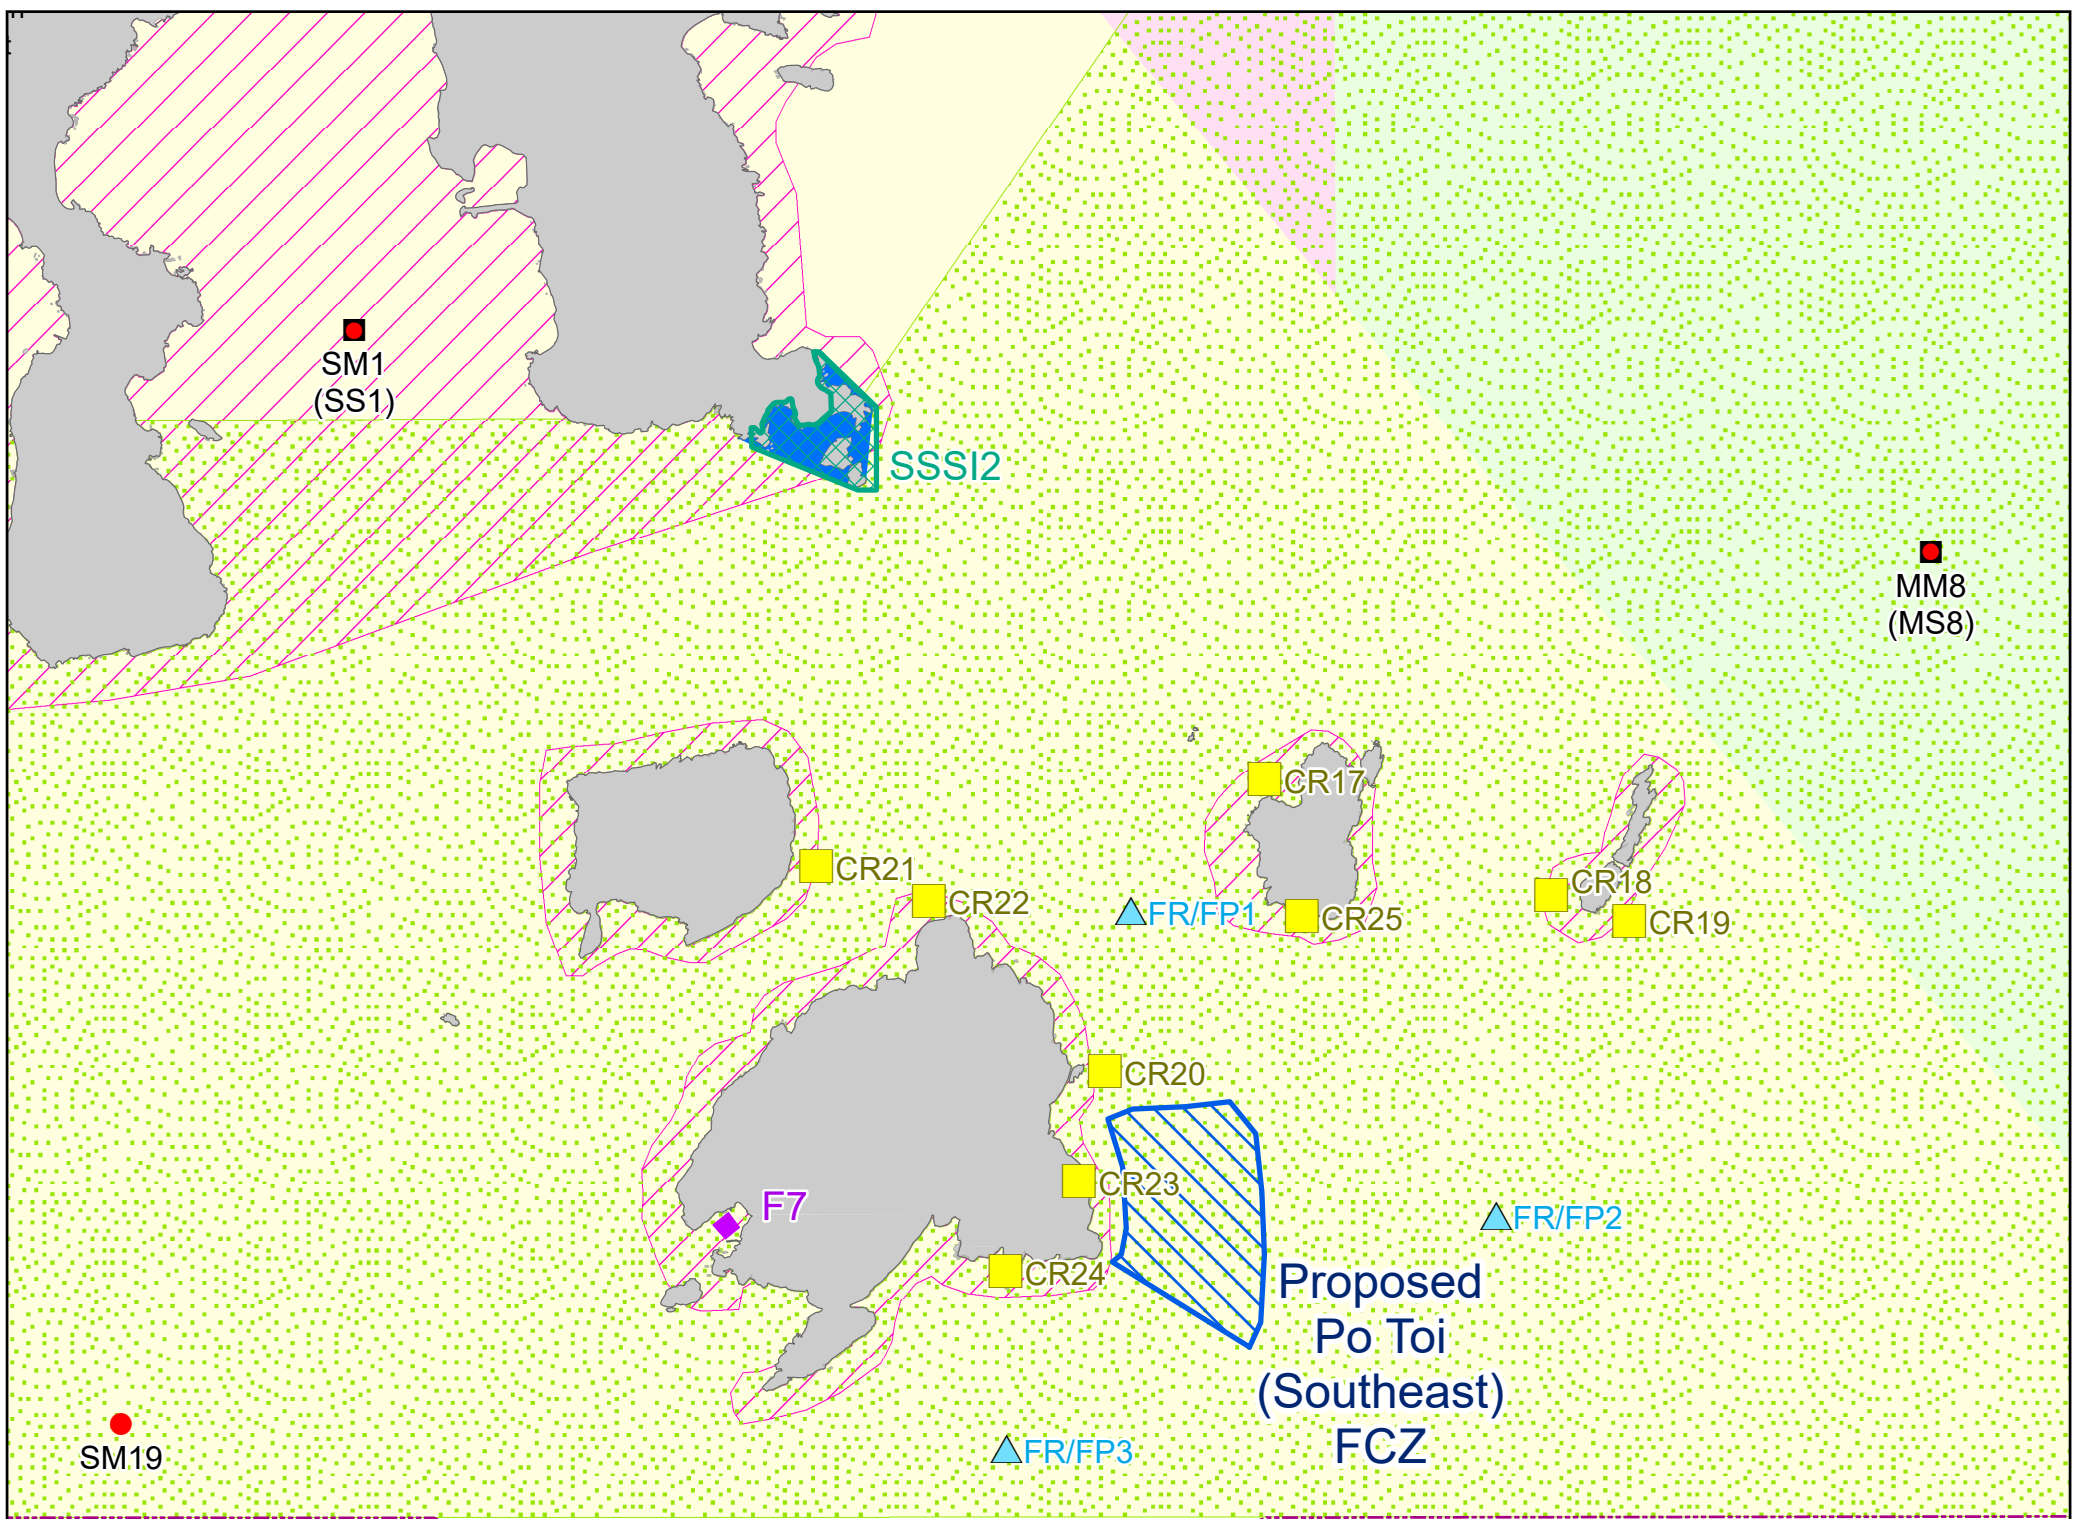 SM1
(SS1)
SSSI2
MM8
(MS8)
CR17
CR21
CR18
CR22
FR/FP1
CR25
CR19
CR20
CR23
F7
FR/FP2
CR24
Proposed
Po Toi
(Southeast)
FCZ
SM19
FR/FP3